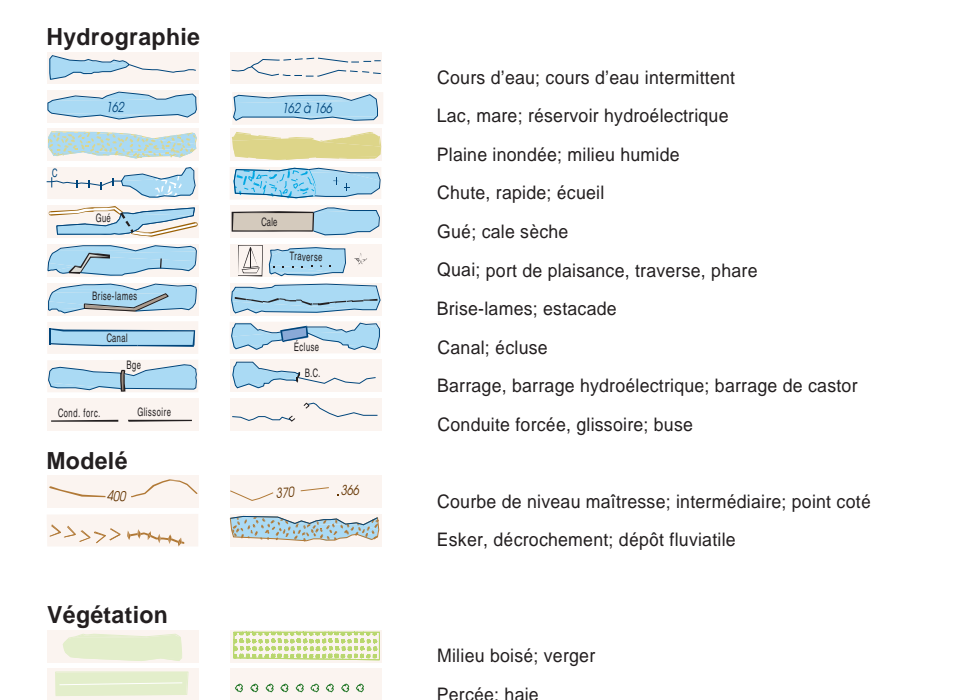 Hydrographie
Cours d'eau; cours d'eau intermittent
162 162 à 166 Lac, mare; réservoir hydroélectrique
Plaine inondée; milieu humide
C Chute, rapide; écueil
Gué Cale Gué; cale sèche
Traverse Quai; port de plaisance, traverse, phare
Brise-lames Brise-lames; estacade
Canal Écluse Canal; écluse
Bge B.C. Barrage, barrage hydroélectrique; barrage de castor
Cond. forc. Glissoire Conduite forcée, glissoire; buse
Modelé
400 370 .366 Courbe de niveau maîtresse; intermédiaire; point coté
Esker, décrochement; dépôt fluviatile
Végétation
Milieu boisé; verger
Percée; haie